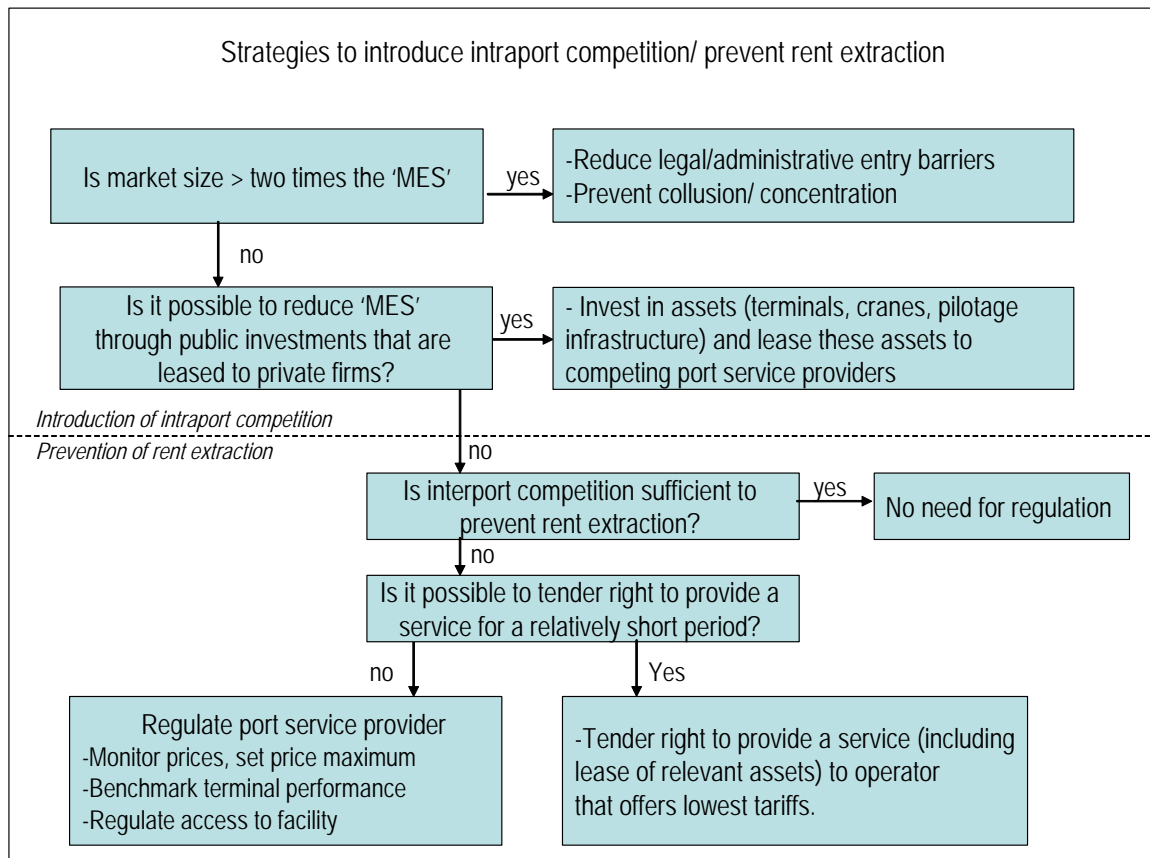 Strategies to introduce intraport competition/ prevent rent extraction
Is market size > two times the ‘MES’
yes
-Reduce legal/administrative entry barriers
-Prevent collusion/ concentration
no
Is it possible to reduce ‘MES’
through public investments that are
leased to private firms?
yes
- Invest in assets (terminals, cranes, pilotage
infrastructure) and lease these assets to
competing port service providers
Introduction of intraport competition
Prevention of rent extraction
no
Is interport competition sufficient to
prevent rent extraction?
yes
No need for regulation
no
Is it possible to tender right to provide a
service for a relatively short period?
no
Yes
Regulate port service provider
-Monitor prices, set price maximum
-Benchmark terminal performance
-Regulate access to facility
-Tender right to provide a service (including
lease of relevant assets) to operator
that offers lowest tariffs.